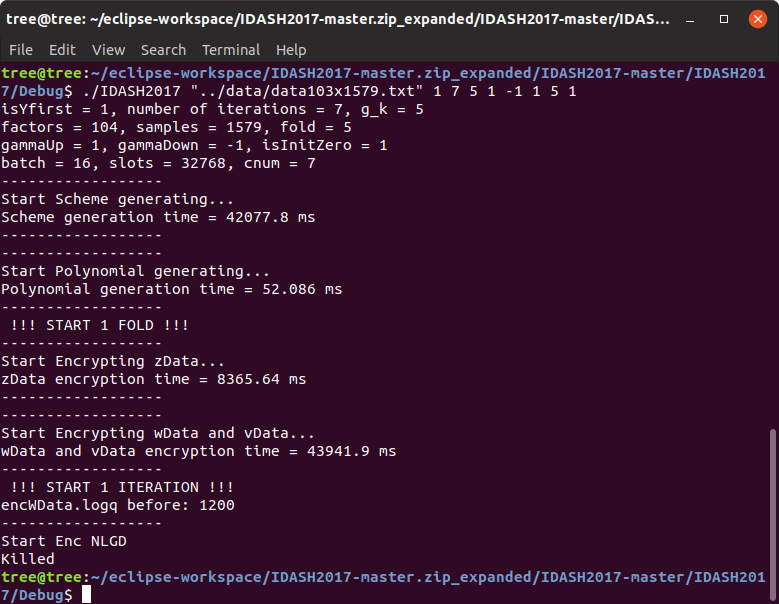 tree@tree: ~/eclipse-workspace/IDASH2017-master.zip_expanded/IDASH2017-master/IDAS...
File Edit View Search Terminal Help
tree@tree:~/eclipse-workspace/IDASH2017-master.zip_expanded/IDASH2017-master/IDASH201
7/Debug$ ./IDASH2017 "../data/data103x1579.txt" 1 7 5 1 -1 1 5 1
isYfirst = 1, number of iterations = 7, g_k = 5
factors = 104, samples = 1579, fold = 5
gammaUp = 1, gammaDown = -1, isInitZero = 1
batch = 16, slots = 32768, cnum = 7
------------------
Start Scheme generating...
Scheme generation time = 42077.8 ms
------------------
------------------
Start Polynomial generating...
Polynomial generation time = 52.086 ms
------------------
!!! START 1 FOLD !!!
------------------
Start Encrypting zData...
zData encryption time = 8365.64 ms
------------------
------------------
Start Encrypting wData and vData...
wData and vData encryption time = 43941.9 ms
------------------
!!! START 1 ITERATION !!!
encWData.logq before: 1200
------------------
Start Enc NLGD
Killed
tree@tree:~/eclipse-workspace/IDASH2017-master.zip_expanded/IDASH2017-master/IDASH201
7/Debug$